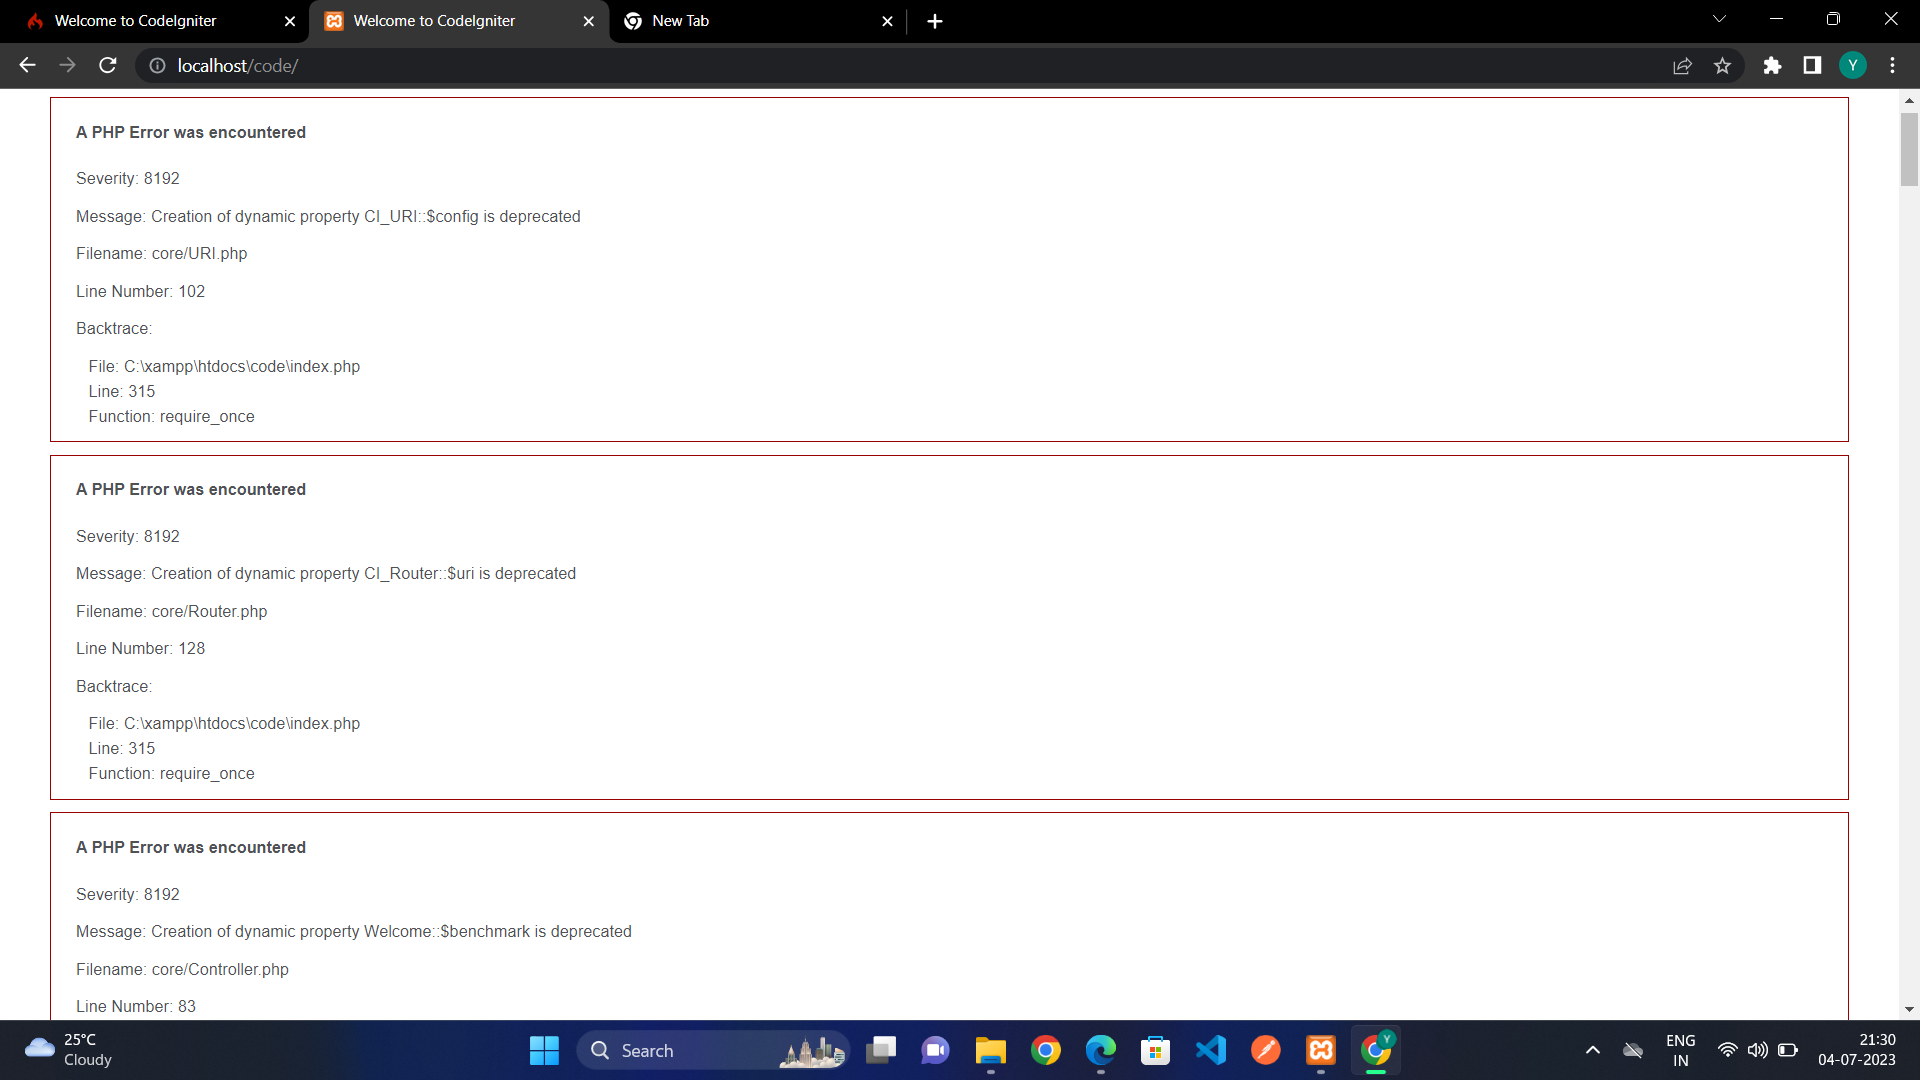 Welcome to CodeIgniter
Welcome to CodeIgniter
New Tab
localhost/code/
Y
A PHP Error was encountered
Severity: 8192
Message: Creation of dynamic property CI_URI::$config is deprecated
Filename: core/URI.php
Line Number: 102
Backtrace:
File: C:\xampp\htdocs\code\index.php
Line: 315
Function: require_once
A PHP Error was encountered
Severity: 8192
Message: Creation of dynamic property CI_Router::$uri is deprecated
Filename: core/Router.php
Line Number: 128
Backtrace:
File: C:\xampp\htdocs\code\index.php
Line: 315
Function: require_once
A PHP Error was encountered
Severity: 8192
Message: Creation of dynamic property Welcome::$benchmark is deprecated
Filename: core/Controller.php
Line Number: 83
25°C
Cloudy
Search
Y
ENG
IN
21:30
04-07-2023